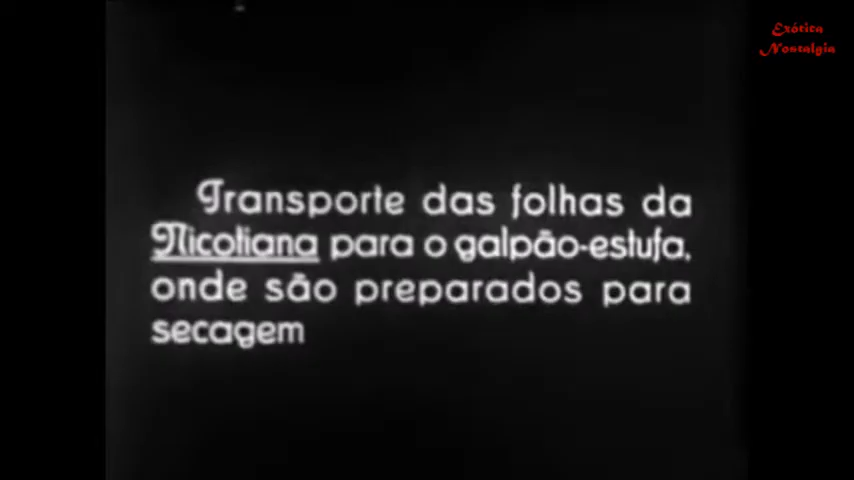 Exótica
Nostalgia
Transporte das folhas da
Nicotiana para o galpão-estufa,
onde são preparados para
secagem